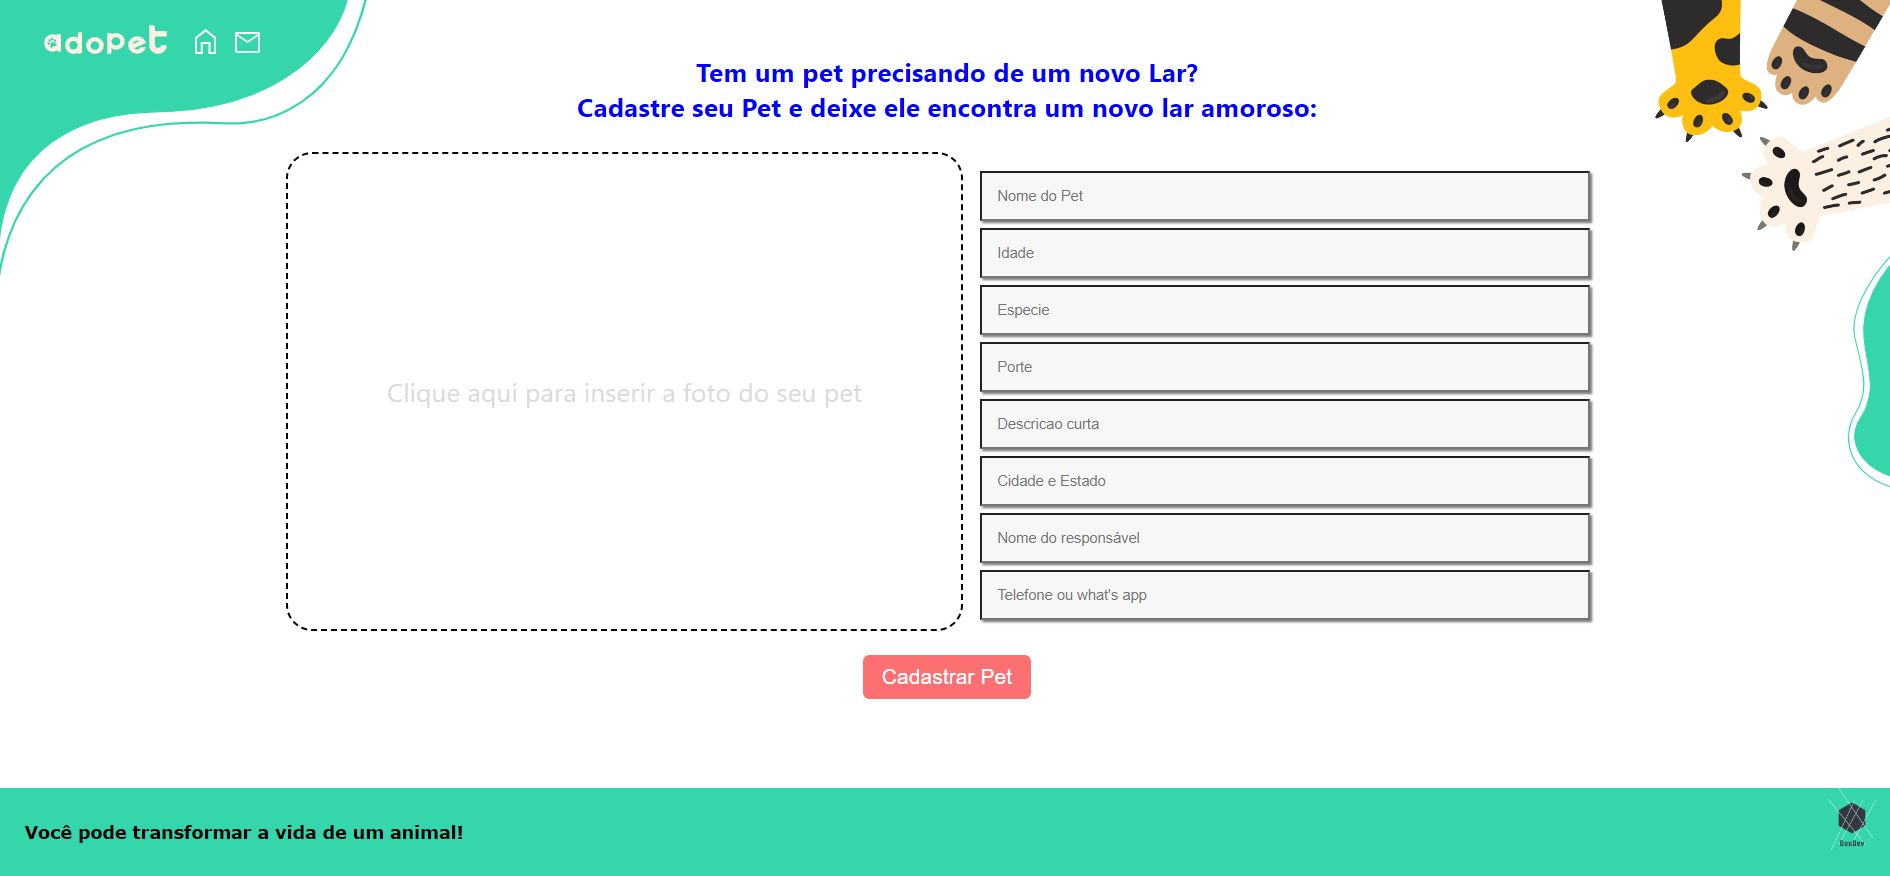 adopet
Tem um pet precisando de um novo Lar?
Cadastre seu Pet e deixe ele encontra um novo lar amoroso:
Clique aqui para inserir a foto do seu pet
Nome do Pet
Idade
Especie
Porte
Descricao curta
Cidade e Estado
Nome do responsável
Telefone ou what's app
Cadastrar Pet
Você pode transformar a vida de um animal!
DonDev